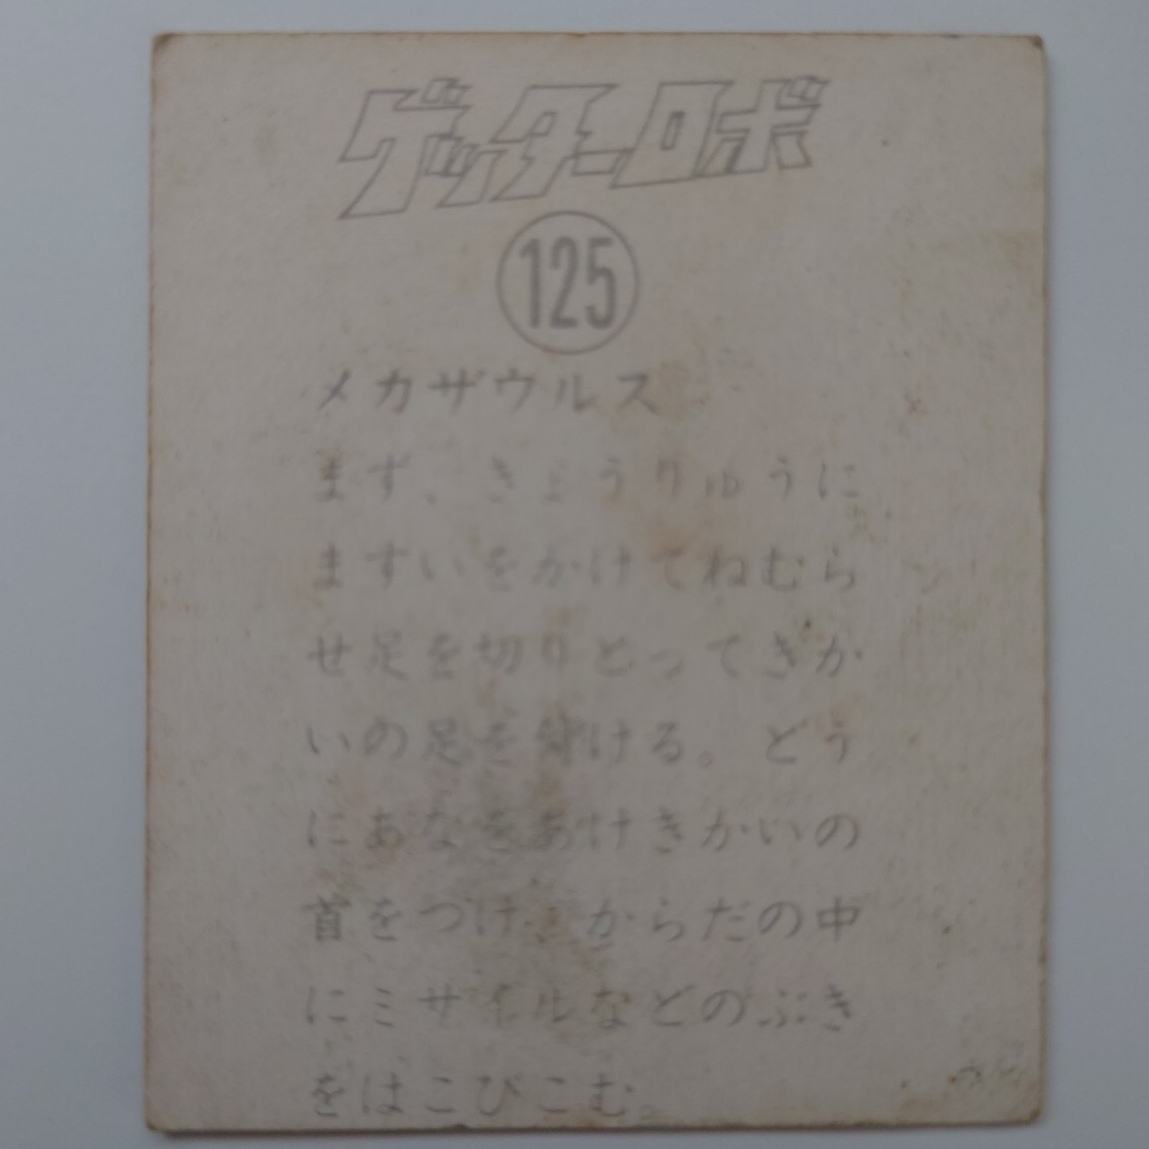 ゲッターロボ
125
メカザウルス
まず、きょうりゅうに
ますいをかけてねむら
せ足を切りとってきか
いの足を付ける。どう
にあなをあけきかいの
首をつけ、からだの中
にミサイルなどのぶき
をはこびこむ。